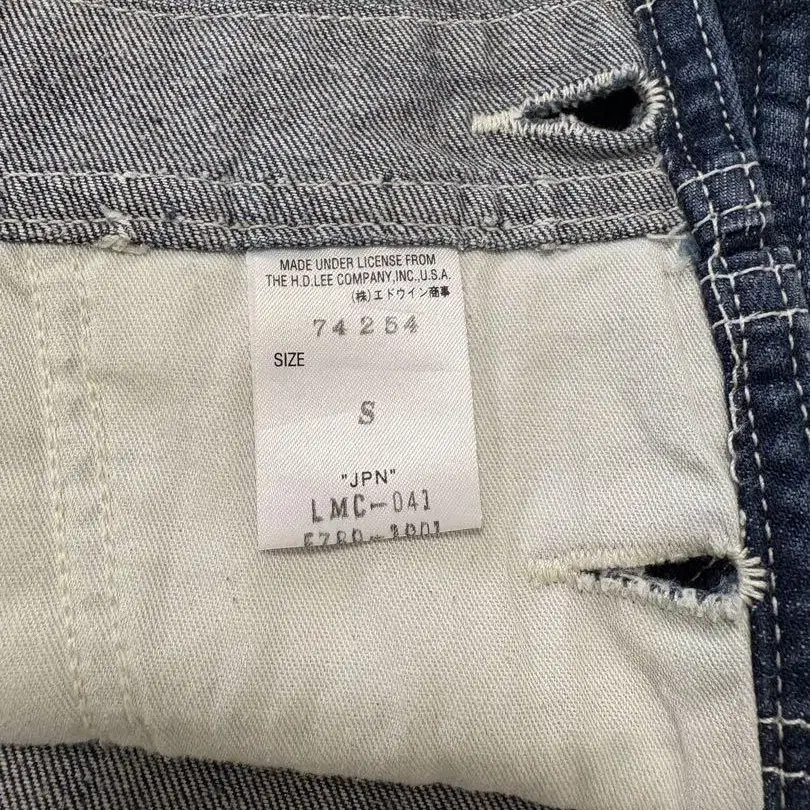 MADE UNDER LICENSE FROM
THE H.D.LEE COMPANY,INC.,U.S.A.
(株)エドウイン商事
74254
SIZE
S
"JPN"
LMC-041